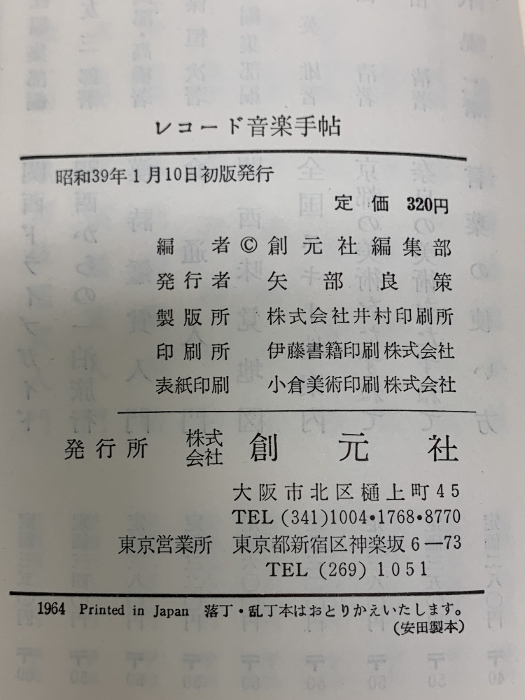 レコード音楽手帖
昭和39年1月10日初版発行
定価 320円
編者 © 創元社編集部
発行者 矢部良策
製版所 株式会社井村印刷所
印刷所 伊藤書籍印刷株式会社
表紙印刷 小倉美術印刷株式会社
発行所 株式会社 創元社
大阪市北区樋上町45
TEL (341)1004・1768・8770
東京営業所 東京都新宿区神楽坂6—73
TEL (269) 1051
1964 Printed in Japan 落丁・乱丁本はおとりかえいたします。
(安田製本)